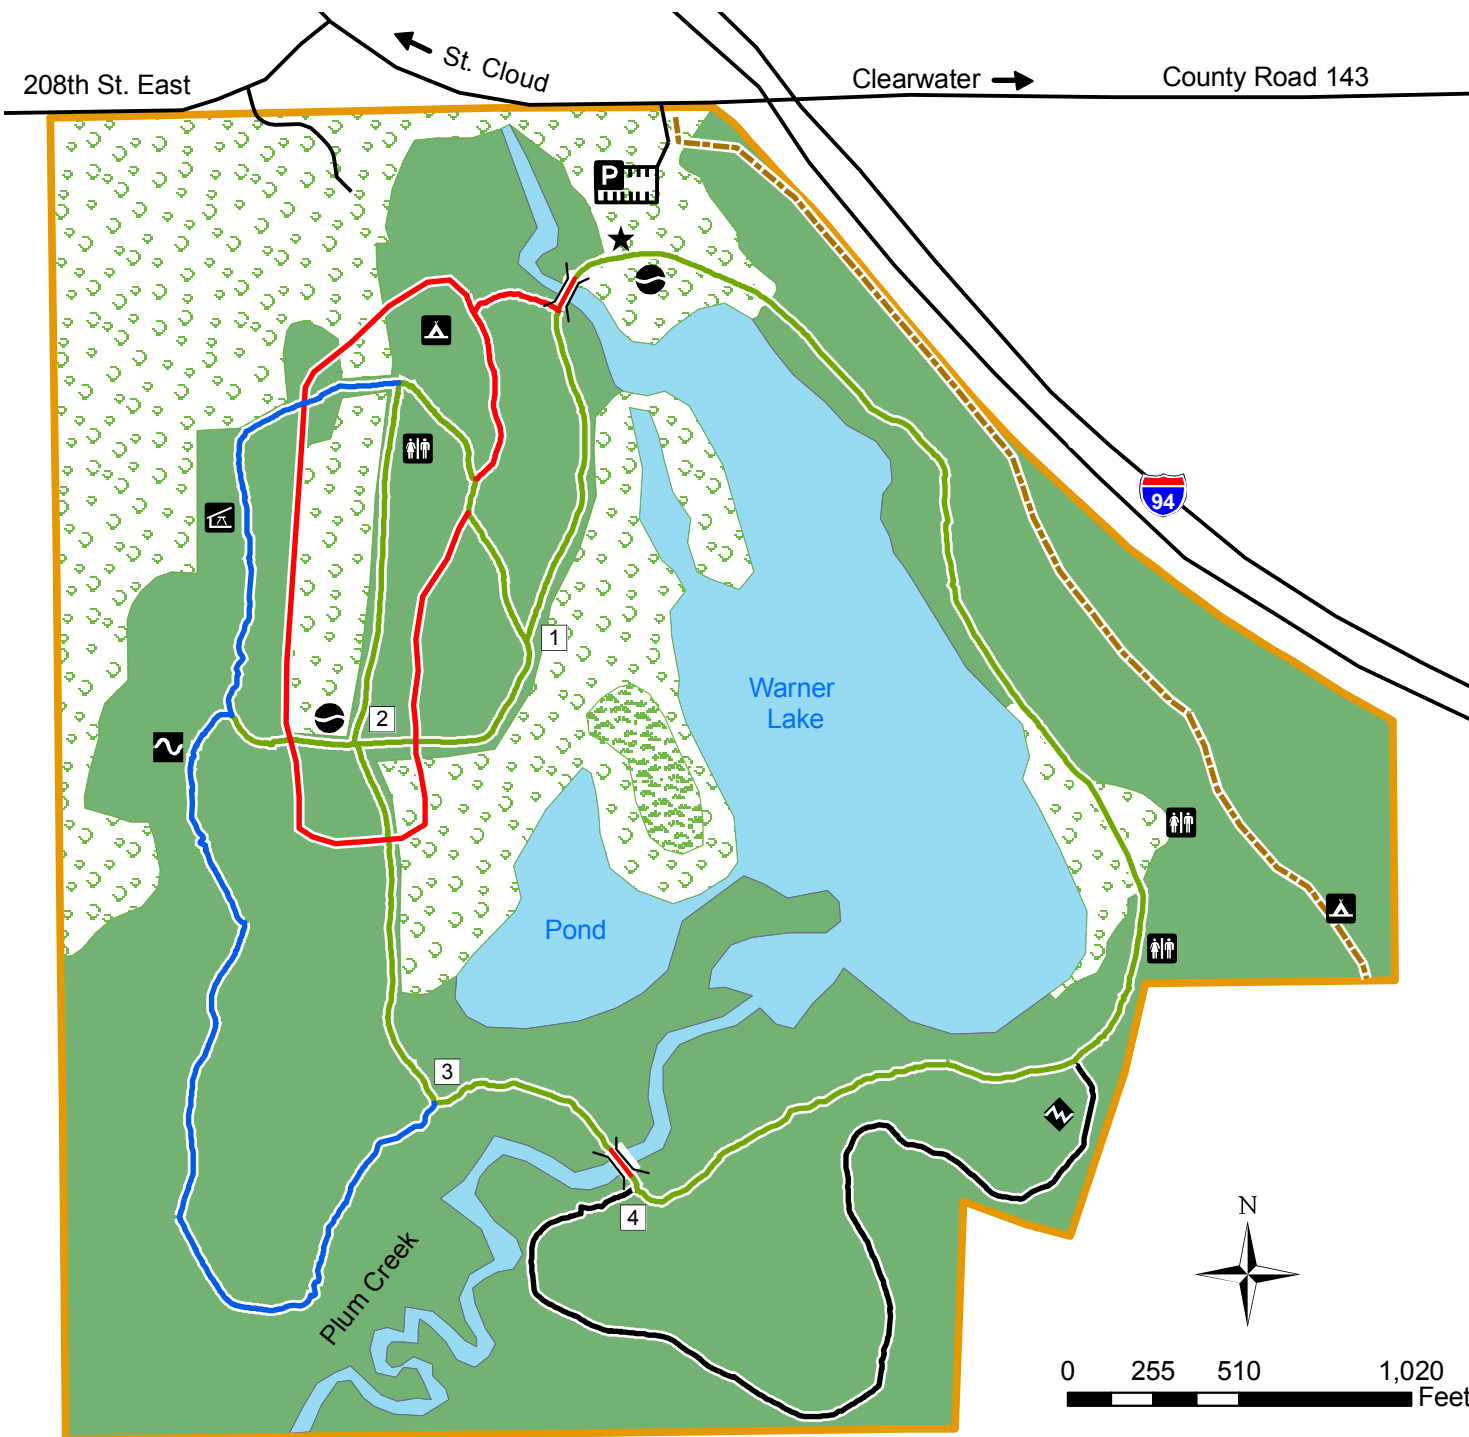 St. Cloud
208th St. East
Clearwater
County Road 143
P
94
1
2
Warner
Lake
Pond
3
4
Plum Creek
N
0 255 510 1,020
Feet